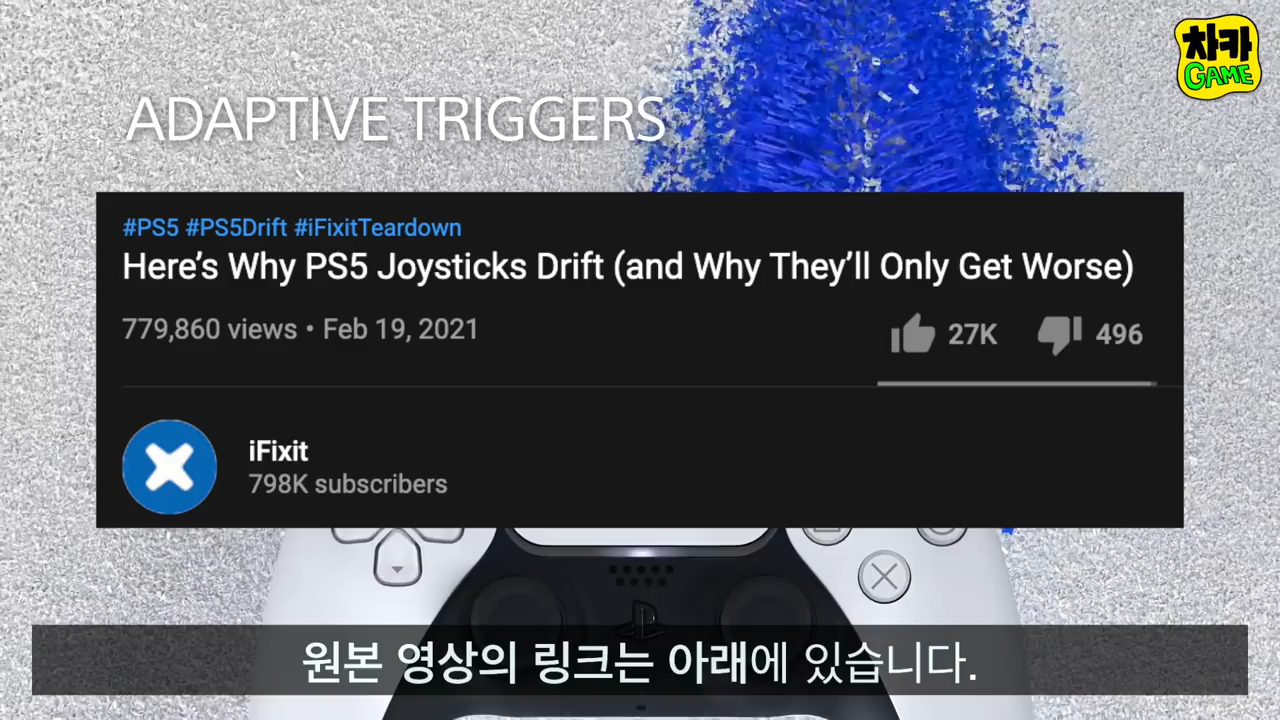 차카
GAME
ADAPTIVE TRIGGERS
#PS5 #PS5Drift #iFixitTeardown
Here’s Why PS5 Joysticks Drift (and Why They’ll Only Get Worse)
779,860 views • Feb 19, 2021
27K
496
iFixit
798K subscribers
원본 영상의 링크는 아래에 있습니다.